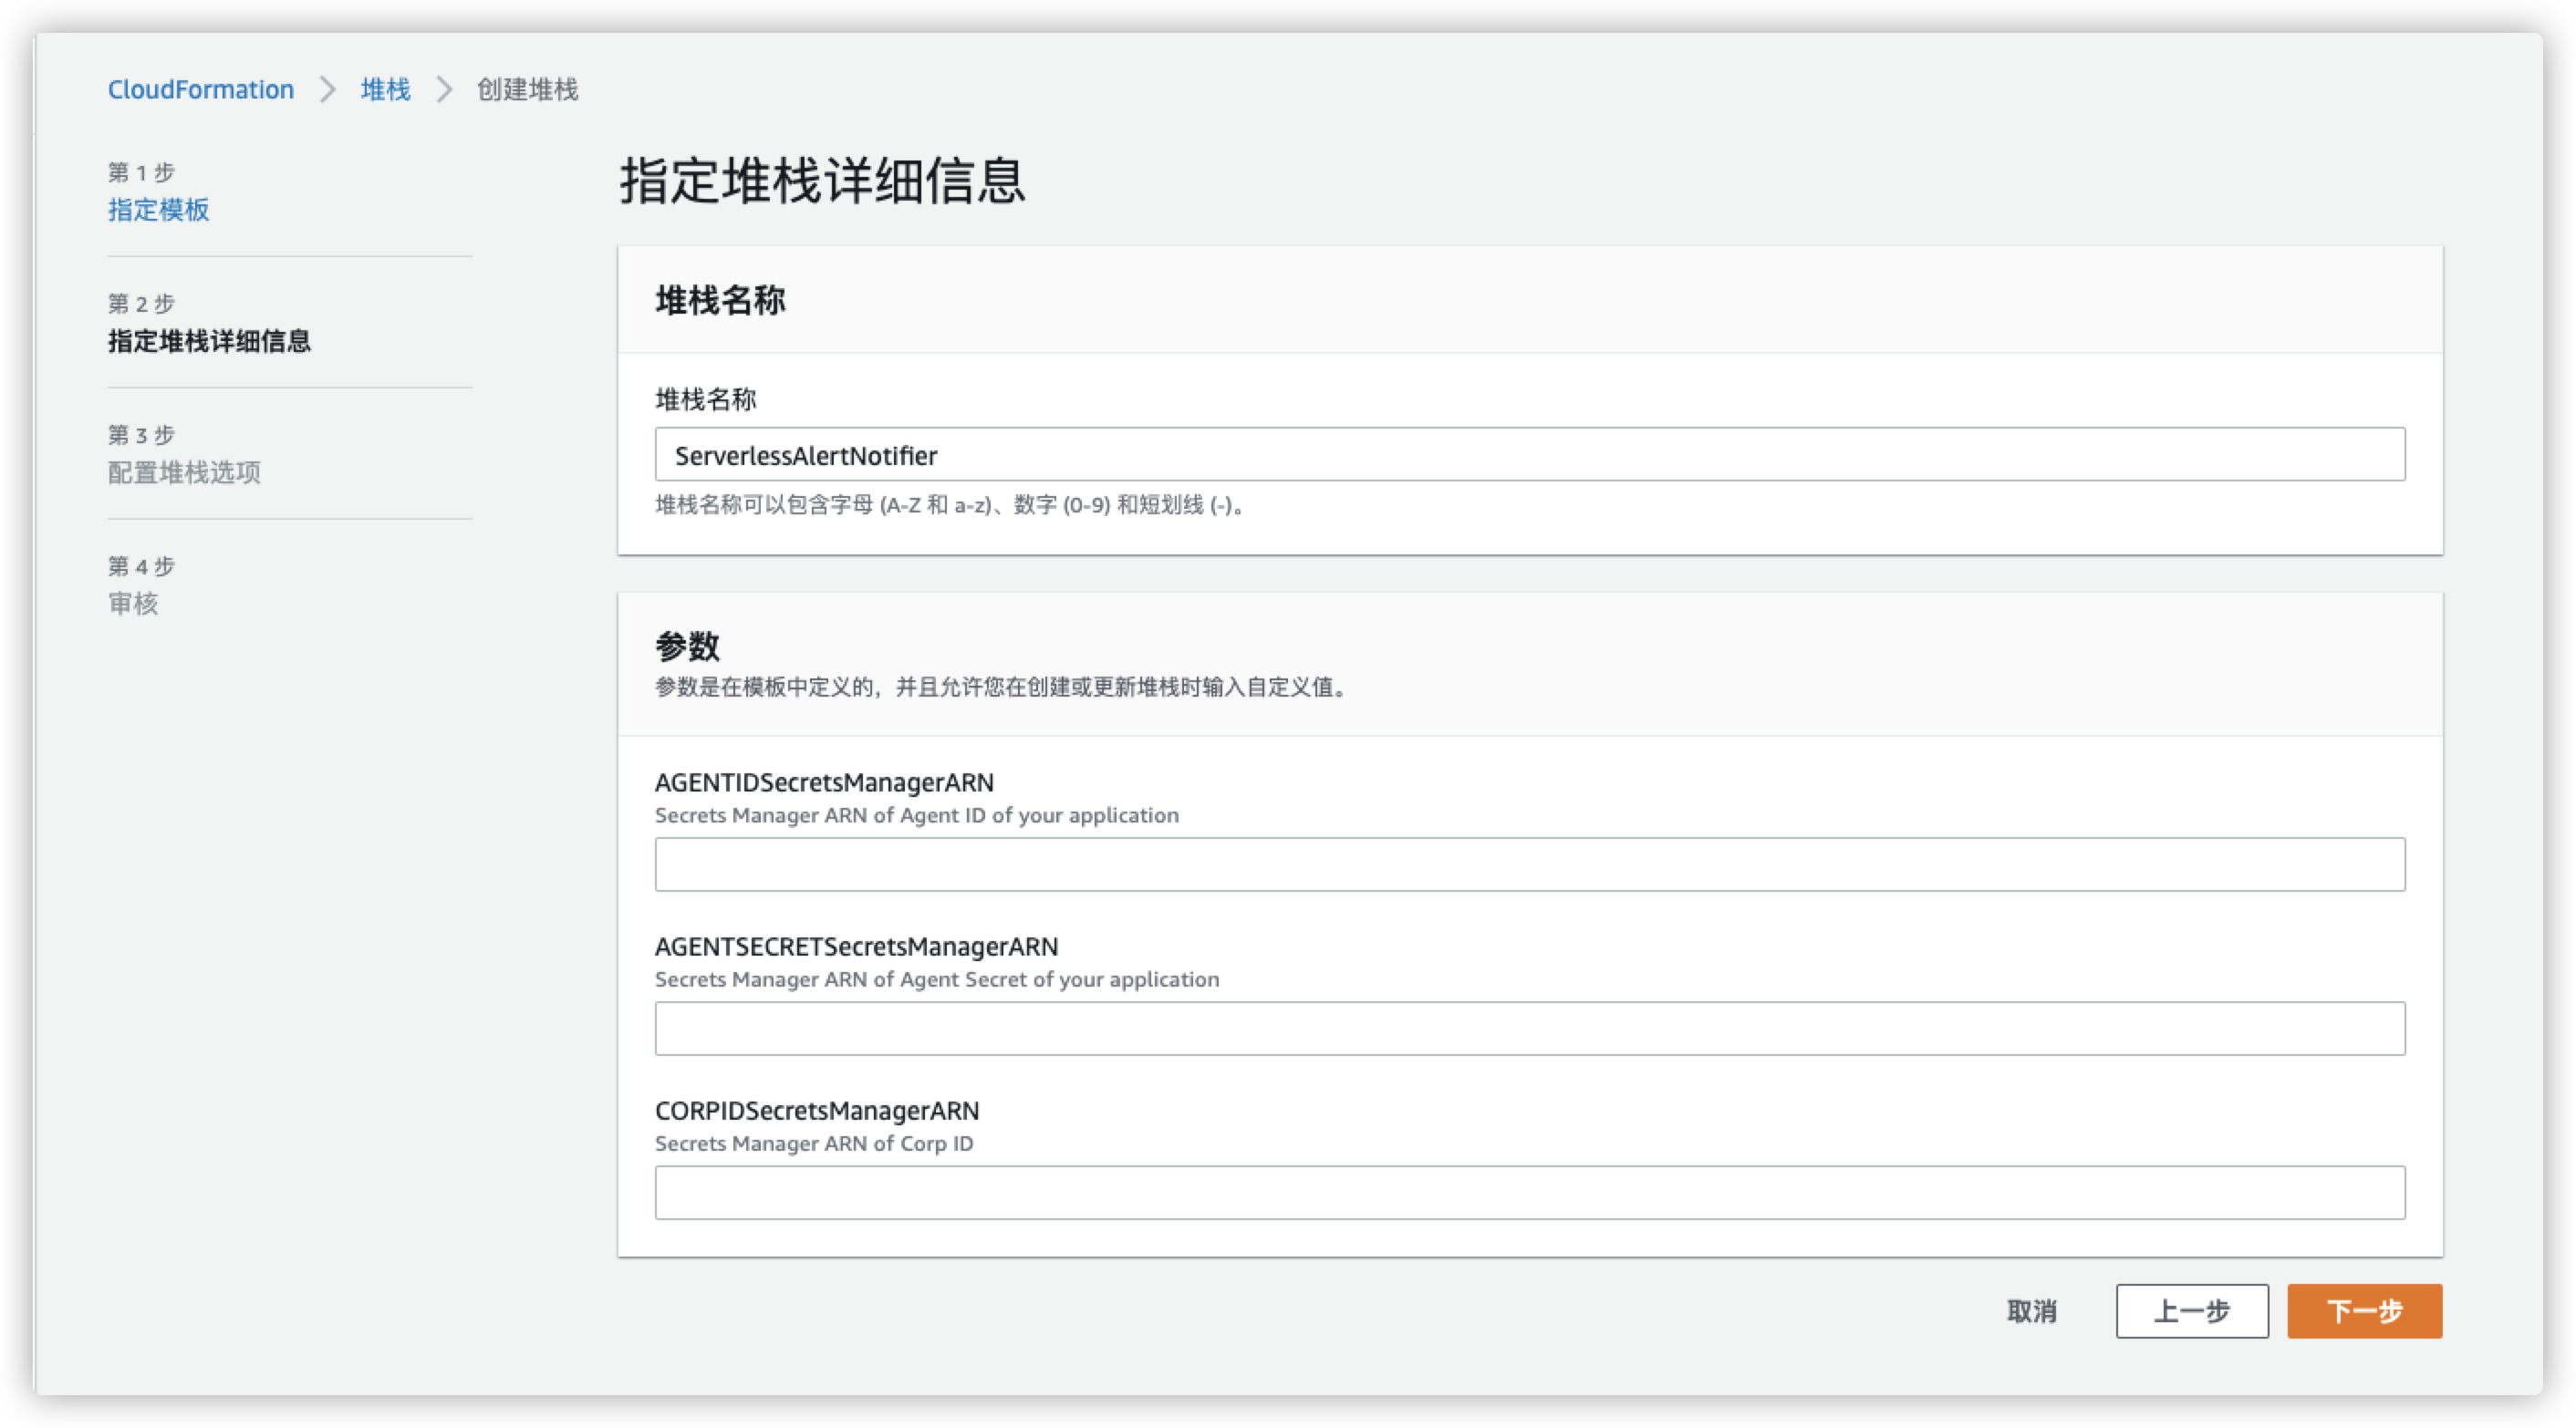 CloudFormation > 堆栈 > 创建堆栈
第 1 步
指定模板
第 2 步
指定堆栈详细信息
第 3 步
配置堆栈选项
第 4 步
审核
指定堆栈详细信息
堆栈名称
堆栈名称
ServerlessAlertNotifier
堆栈名称可以包含字母 (A-Z 和 a-z)、数字 (0-9) 和短划线 (-)。
参数
参数是在模板中定义的，并且允许您在创建或更新堆栈时输入自定义值。
AGENTIDSecretsManagerARN
Secrets Manager ARN of Agent ID of your application
AGENTSECRETSecretsManagerARN
Secrets Manager ARN of Agent Secret of your application
CORPIDSecretsManagerARN
Secrets Manager ARN of Corp ID
取消 上一步 下一步